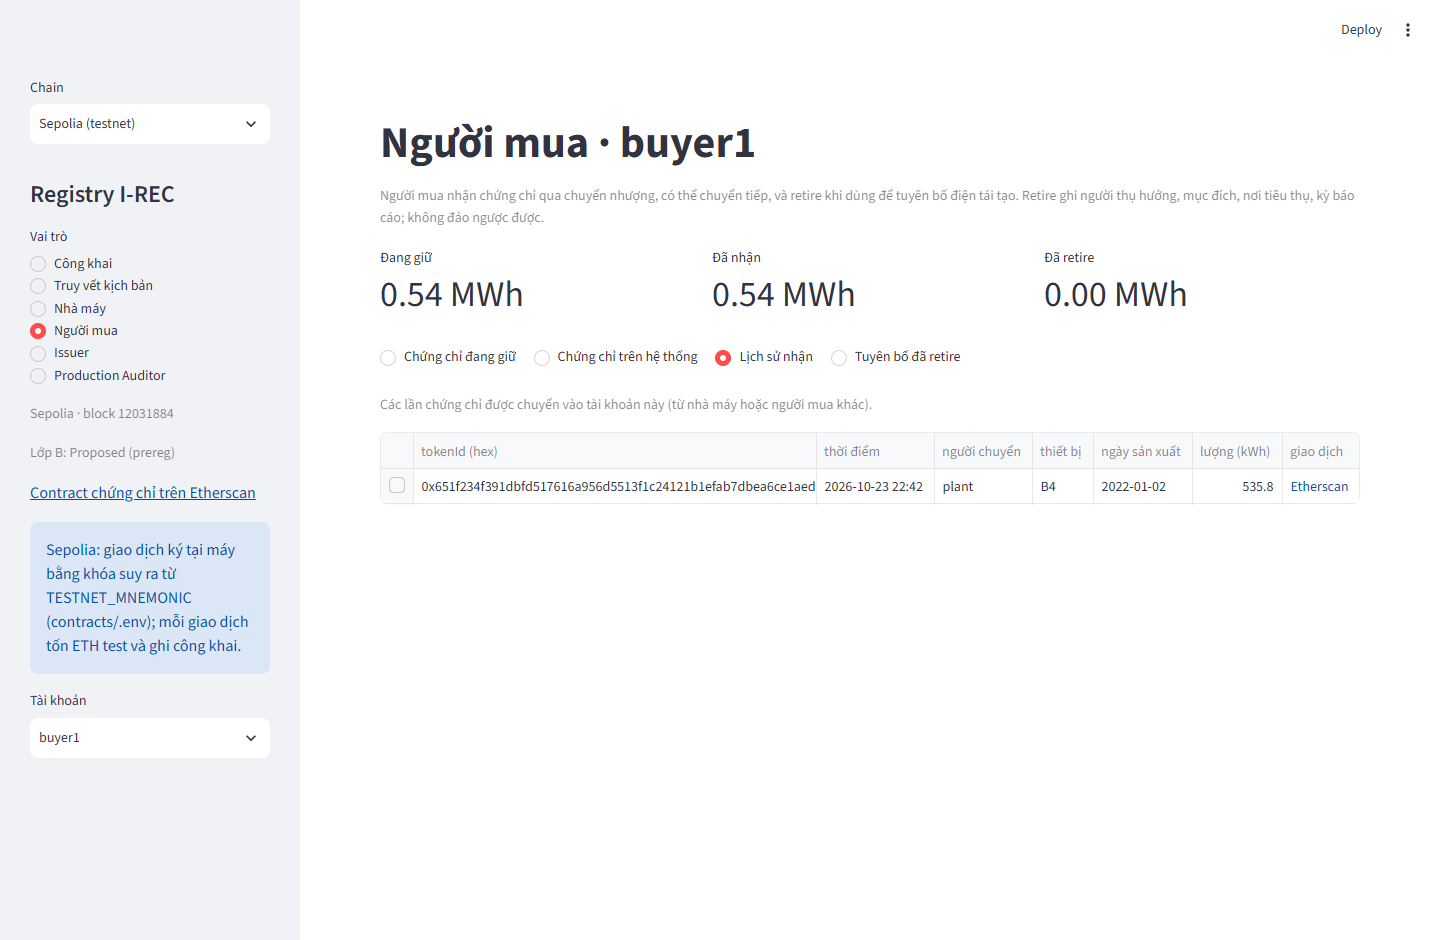 Deploy
Chain
Sepolia (testnet)
Registry I-REC
Vai trò
Công khai
Truy vết kịch bản
Nhà máy
Người mua
Issuer
Production Auditor
Sepolia · block 12031884
Lớp B: Proposed (prereg)
Contract chứng chỉ trên Etherscan
Sepolia: giao dịch ký tại máy
bằng khóa suy ra từ
TESTNET_MNEMONIC
(contracts/.env); mỗi giao dịch
tốn ETH test và ghi công khai.
Tài khoản
buyer1
Người mua · buyer1
Người mua nhận chứng chỉ qua chuyển nhượng, có thể chuyển tiếp, và retire khi dùng để tuyên bố điện tái tạo. Retire ghi người thụ hưởng, mục đích, nơi tiêu thụ, kỳ báo
cáo; không đảo ngược được.
Đang giữ Đã nhận Đã retire
0.54 MWh 0.54 MWh 0.00 MWh
Chứng chỉ đang giữ Chứng chỉ trên hệ thống Lịch sử nhận Tuyên bố đã retire
Các lần chứng chỉ được chuyển vào tài khoản này (từ nhà máy hoặc người mua khác).
tokenId (hex) thời điểm người chuyển thiết bị ngày sản xuất lượng (kWh) giao dịch
0x651f234f391dbfd517616a956d5513f1c24121b1efab7dbea6ce1aed 2026-10-23 22:42 plant B4 2022-01-02 535.8 Etherscan